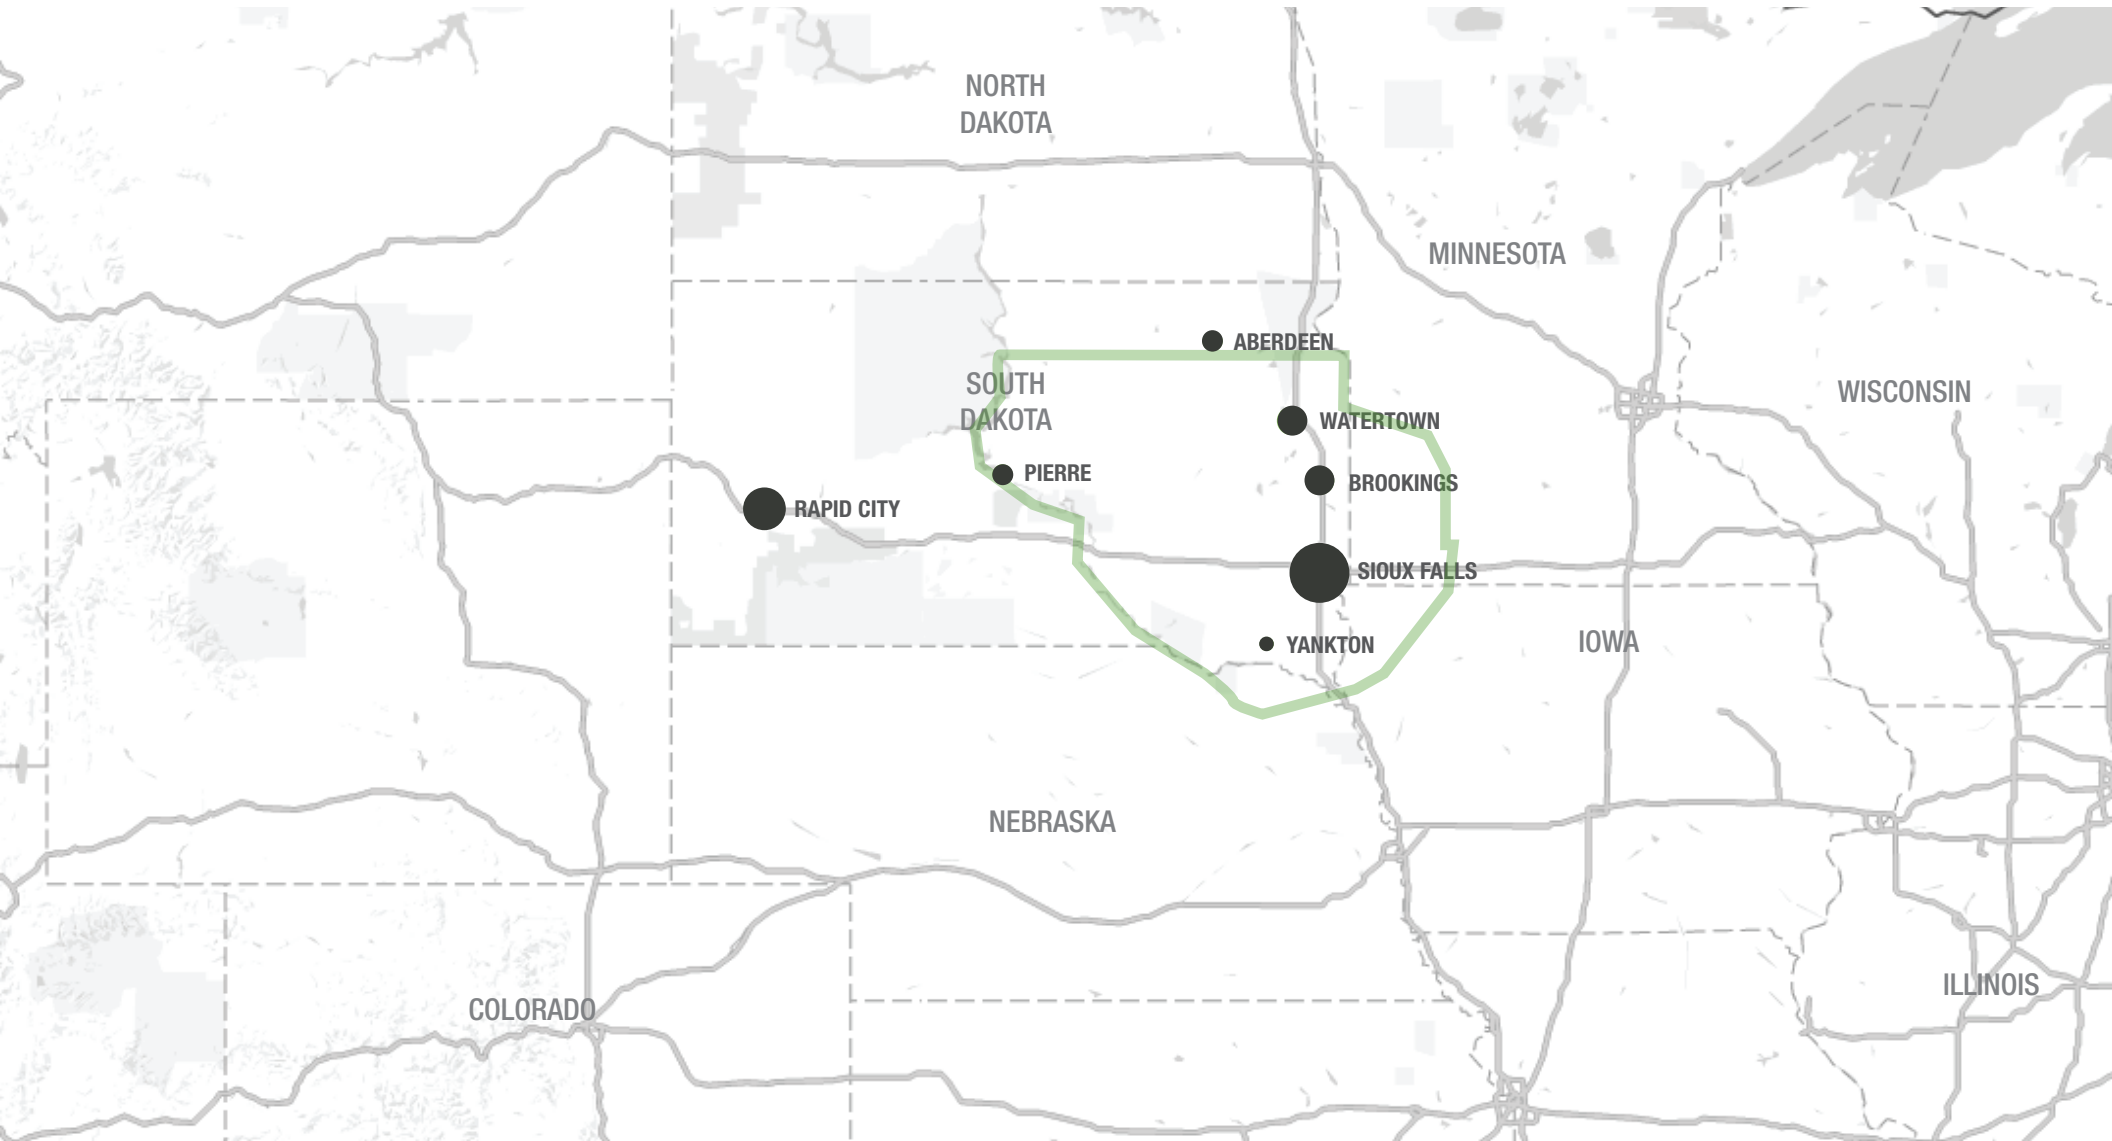 NORTH
DAKOTA
MINNESOTA
ABERDEEN
SOUTH
DAKOTA
WISCONSIN
WATERTOWN
PIERRE
BROOKINGS
RAPID CITY
SIOUX FALLS
YANKTON
IOWA
NEBRASKA
ILLINOIS
COLORADO